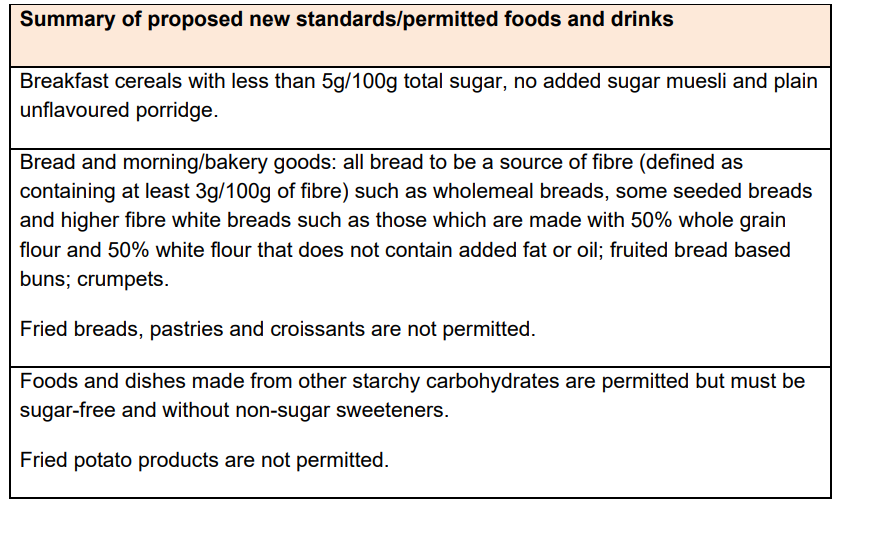 Summary of proposed new standards/permitted foods and drinks
Breakfast cereals with less than 5g/100g total sugar, no added sugar muesli and plain
unflavoured porridge.
Bread and morning/bakery goods: all bread to be a source of fibre (defined as
containing at least 3g/100g of fibre) such as wholemeal breads, some seeded breads
and higher fibre white breads such as those which are made with 50% whole grain
flour and 50% white flour that does not contain added fat or oil; fruited bread based
buns; crumpets.
Fried breads, pastries and croissants are not permitted.
Foods and dishes made from other starchy carbohydrates are permitted but must be
sugar-free and without non-sugar sweeteners.
Fried potato products are not permitted.